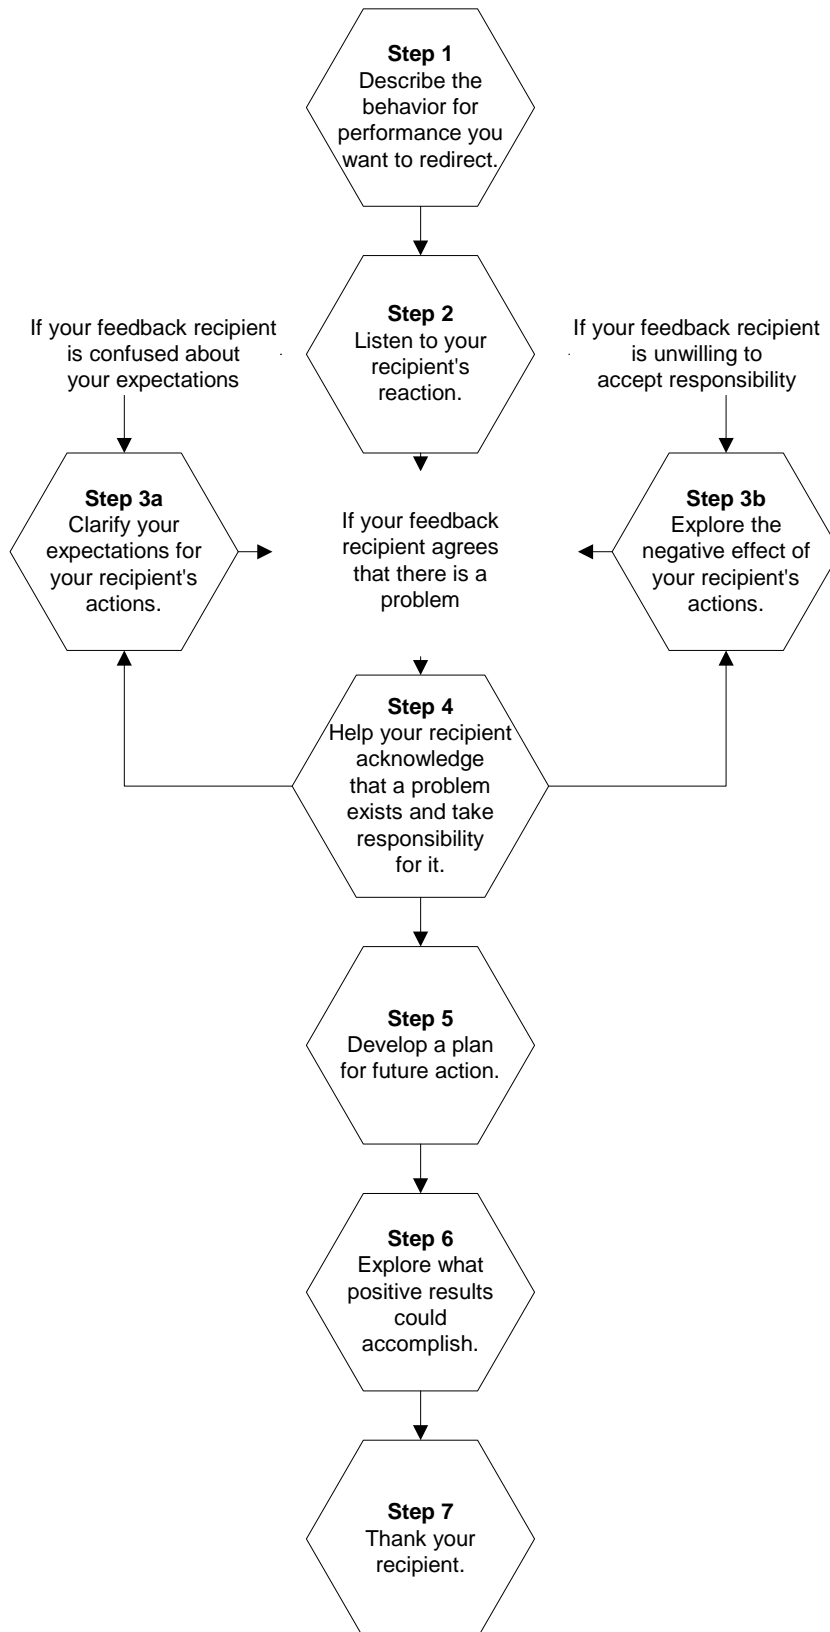 Step 1
Describe the
behavior for
performance you
want to redirect.
Step 2
Listen to your
recipient's
reaction.
If your feedback recipient
is confused about
your expectations
If your feedback recipient
is unwilling to
accept responsibility
Step 3a
Clarify your
expectations for
your recipient's
actions.
If your feedback
recipient agrees
that there is a
problem
Step 3b
Explore the
negative effect of
your recipient's
actions.
Step 4
Help your recipient
acknowledge
that a problem
exists and take
responsibility
for it.
Step 5
Develop a plan
for future action.
Step 6
Explore what
positive results
could
accomplish.
Step 7
Thank your
recipient.